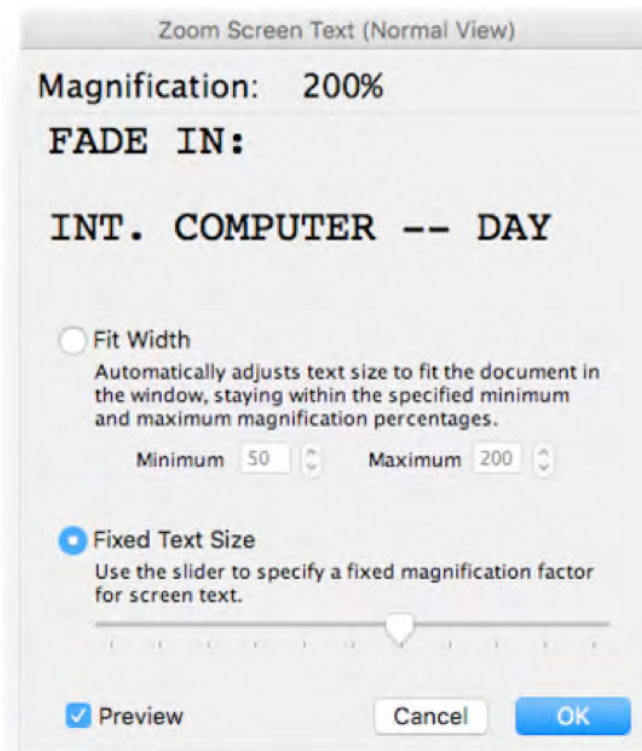 Zoom Screen Text (Normal View)
Magnification: 200%
FADE IN:
INT. COMPUTER -- DAY
Fit Width
Automatically adjusts text size to fit the document in
the window, staying within the specified minimum
and maximum magnification percentages.
Minimum 50 Maximum 200
Fixed Text Size
Use the slider to specify a fixed magnification factor
for screen text.
Preview Cancel OK